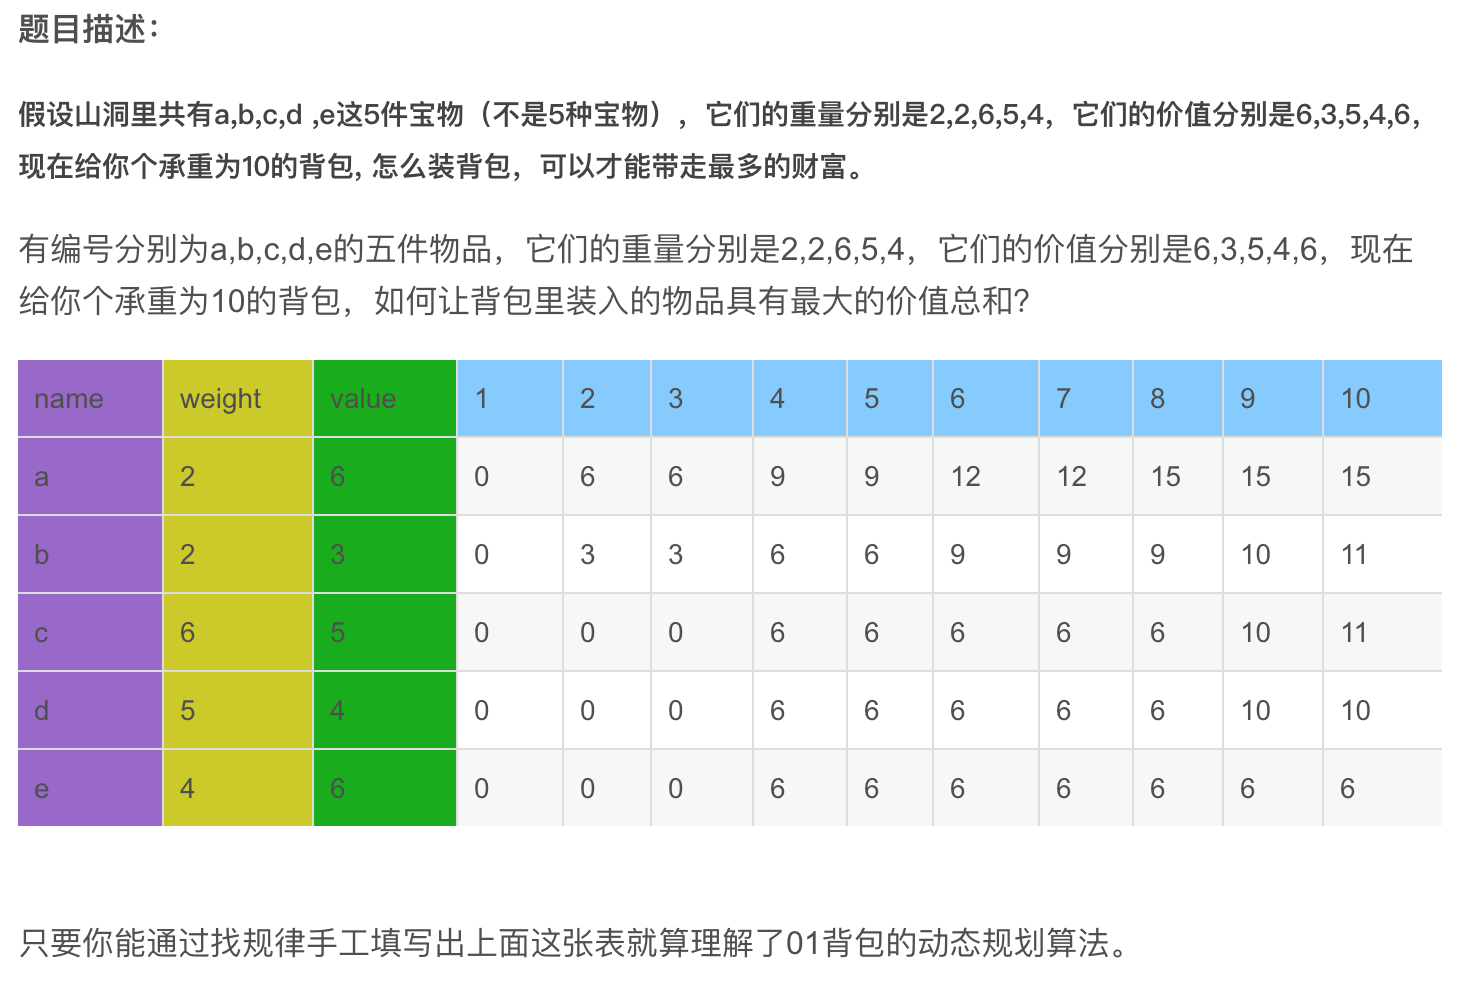 题目描述：
假设山洞里共有a,b,c,d ,e这5件宝物（不是5种宝物），它们的重量分别是2,2,6,5,4，它们的价值分别是6,3,5,4,6，
现在给你个承重为10的背包, 怎么装背包，可以才能带走最多的财富。
有编号分别为a,b,c,d,e的五件物品，它们的重量分别是2,2,6,5,4，它们的价值分别是6,3,5,4,6，现在
给你个承重为10的背包，如何让背包里装入的物品具有最大的价值总和？
name weight value 1 2 3 4 5 6 7 8 9 10
a 2 6 0 6 6 9 9 12 12 15 15 15
b 2 3 0 3 3 6 6 9 9 9 10 11
c 6 5 0 0 0 6 6 6 6 6 10 11
d 5 4 0 0 0 6 6 6 6 6 10 10
e 4 6 0 0 0 6 6 6 6 6 6 6
只要你能通过找规律手工填写出上面这张表就算理解了01背包的动态规划算法。